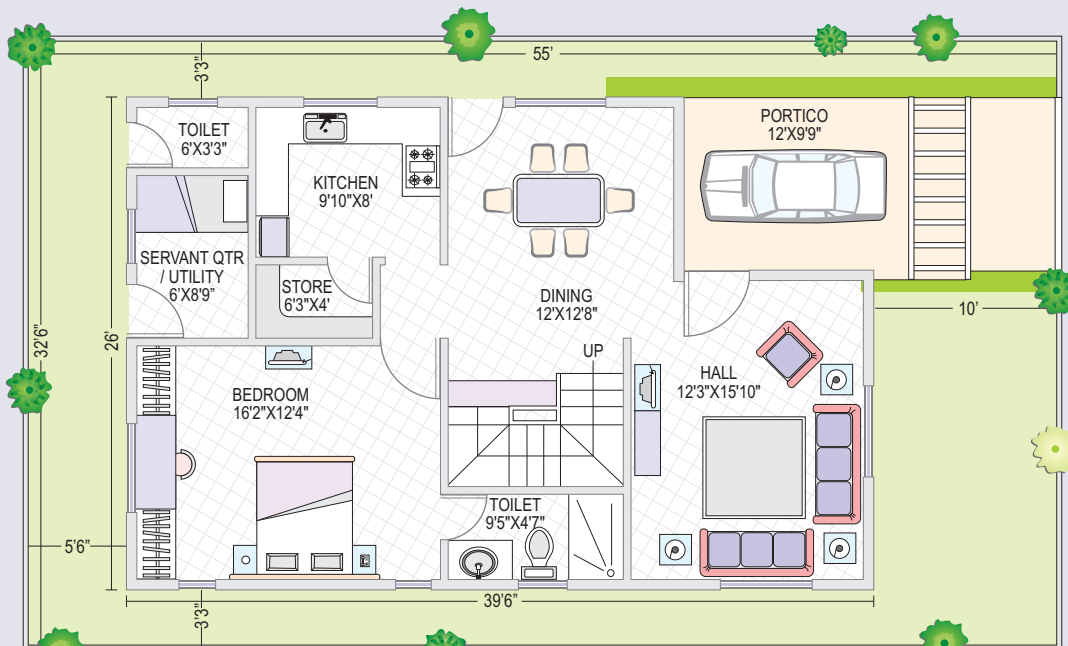 55'
3'3"
TOILET
6'X3'3"
KITCHEN
9'10"X8'
PORTICO
12'X9'9"
SERVANT QTR
/ UTILITY
6'X8'9"
STORE
6'3"X4'
DINING
12'X12'8"
10'
32'6"
26'
UP
HALL
12'3"X15'10"
BEDROOM
16'2"X12'4"
TOILET
9'5"X4'7"
5'6"
39'6"
3'3"